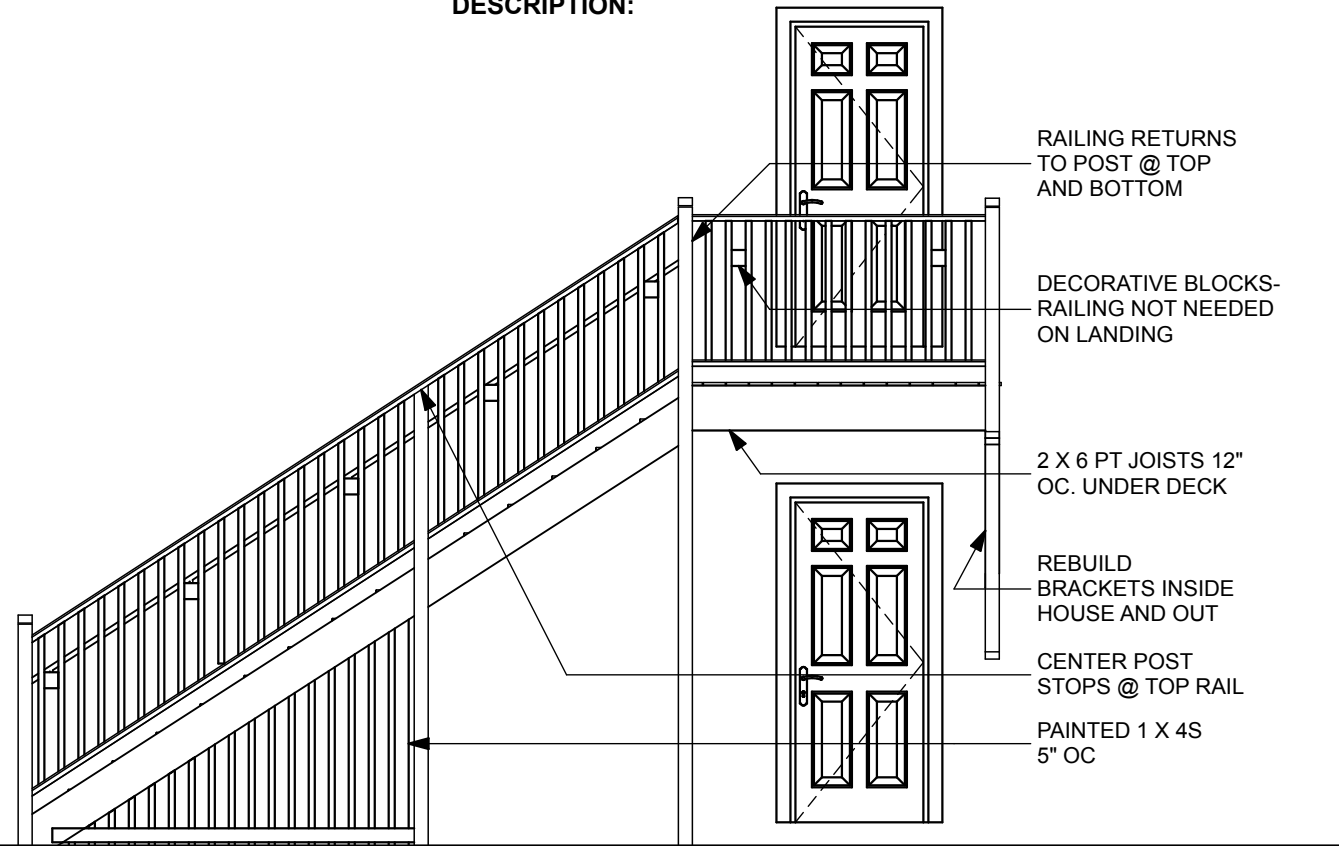 DESCRIPTION:
RAILING RETURNS
TO POST @ TOP
AND BOTTOM
DECORATIVE BLOCKS-
RAILING NOT NEEDED
ON LANDING
2 X 6 PT JOISTS 12"
OC. UNDER DECK
REBUILD
BRACKETS INSIDE
HOUSE AND OUT
CENTER POST
STOPS @ TOP RAIL
PAINTED 1 X 4S
5" OC